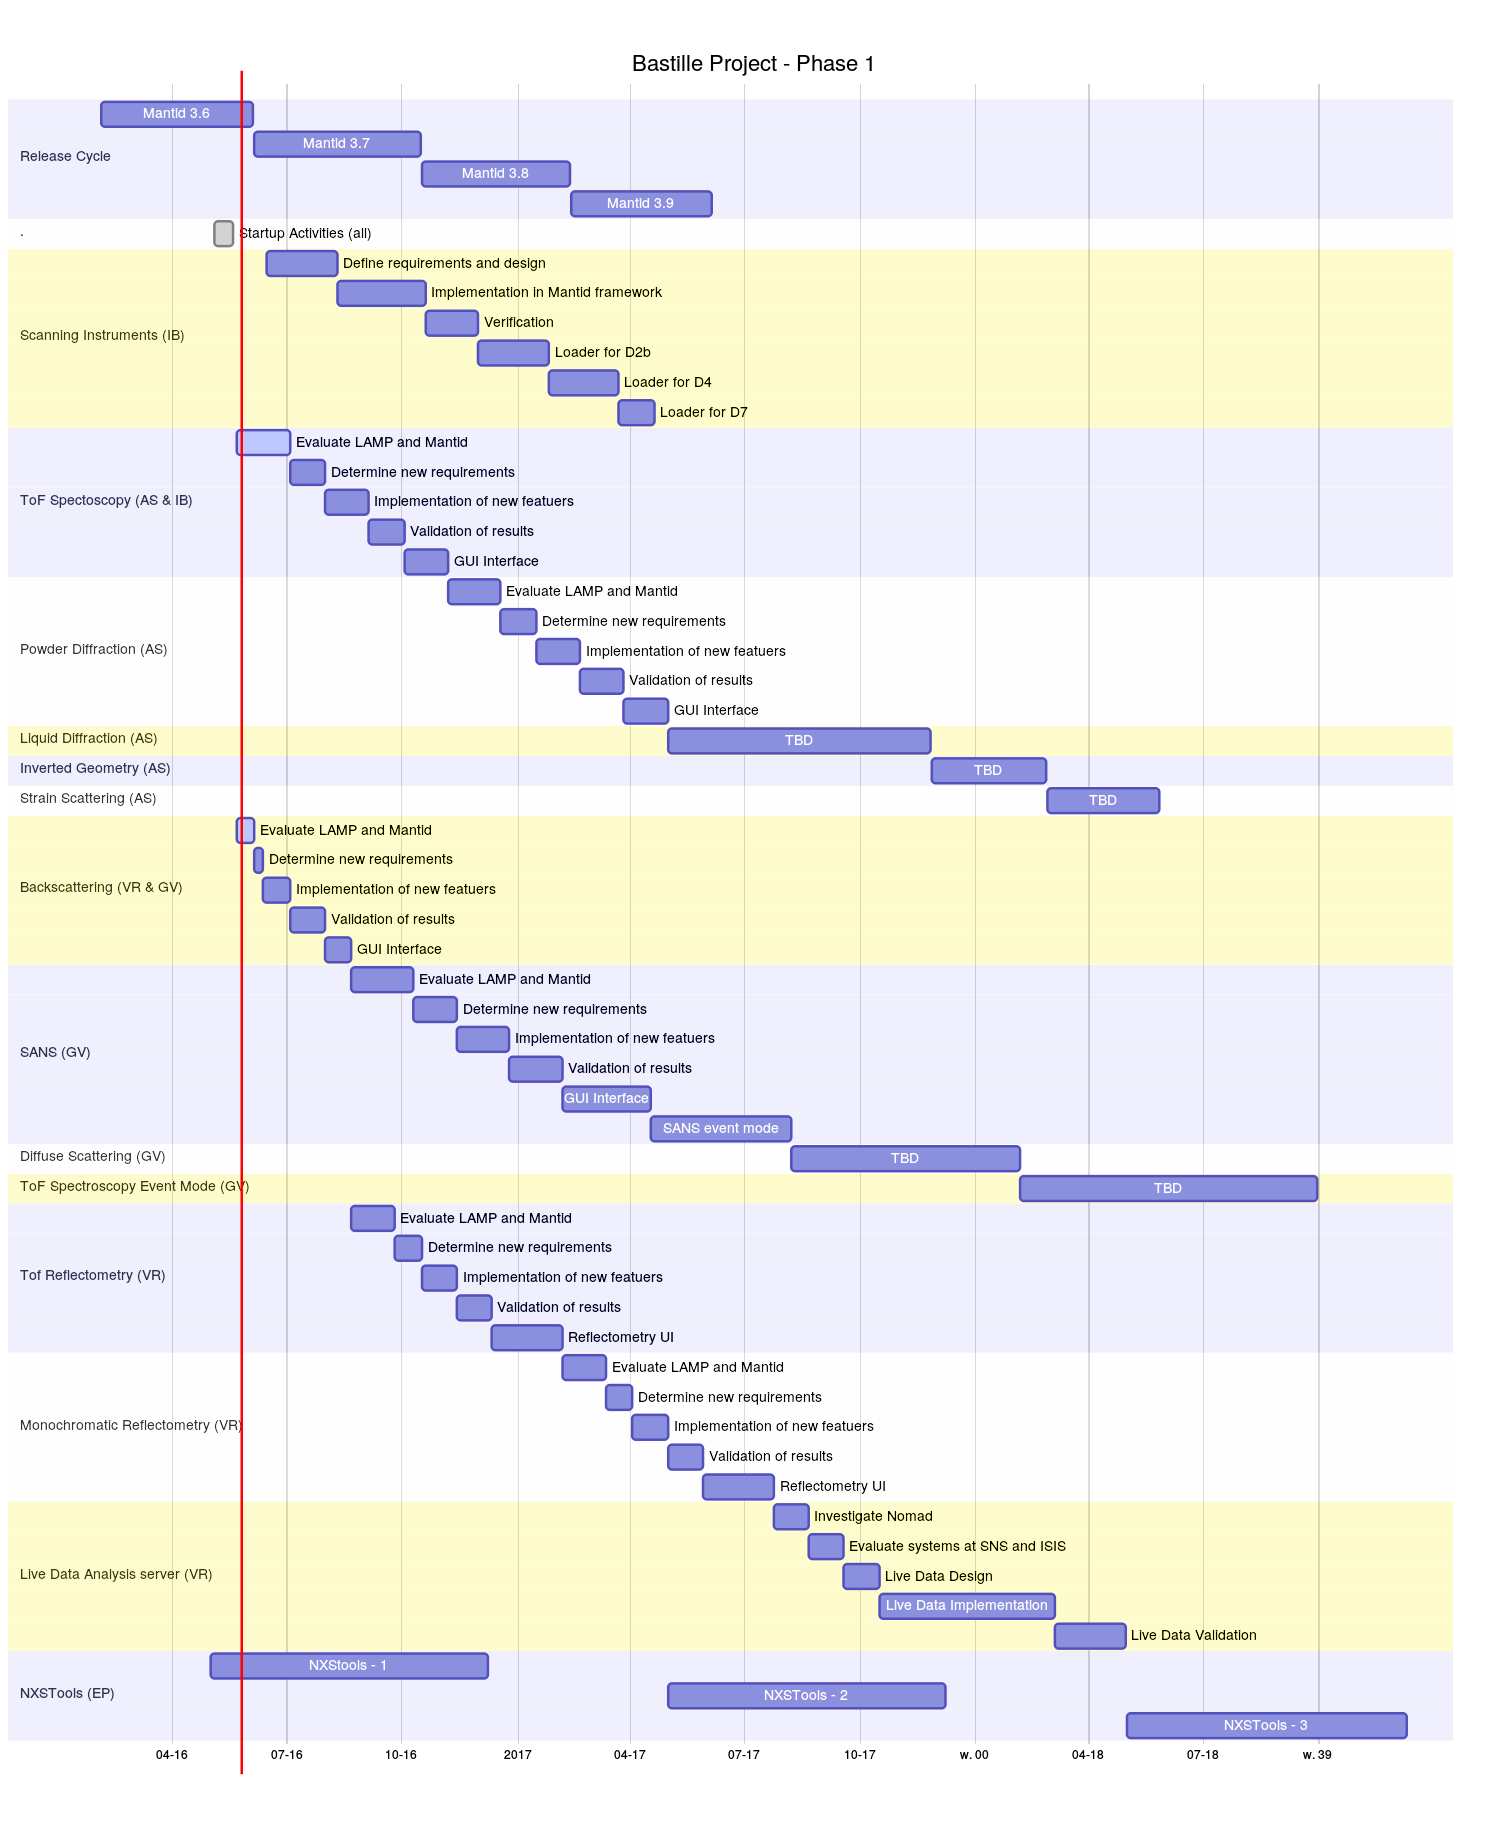 Bastille Project - Phase 1
Mantid 3.6
Mantid 3.7
Release Cycle
Mantid 3.8
Mantid 3.9
.
Startup Activities (all)
Define requirements and design
Implementation in Mantid framework
Verification
Scanning Instruments (IB)
Loader for D2b
Loader for D4
Loader for D7
Evaluate LAMP and Mantid
Determine new requirements
ToF Spectoscopy (AS & IB)
Implementation of new featuers
Validation of results
GUI Interface
Evaluate LAMP and Mantid
Determine new requirements
Powder Diffraction (AS)
Implementation of new featuers
Validation of results
GUI Interface
Liquid Diffraction (AS)
TBD
Inverted Geometry (AS)
TBD
Strain Scattering (AS)
TBD
Evaluate LAMP and Mantid
Determine new requirements
Backscattering (VR & GV)
Implementation of new featuers
Validation of results
GUI Interface
Evaluate LAMP and Mantid
Determine new requirements
Implementation of new featuers
SANS (GV)
Validation of results
GUI Interface
SANS event mode
Diffuse Scattering (GV)
TBD
ToF Spectroscopy Event Mode (GV)
TBD
Evaluate LAMP and Mantid
Determine new requirements
Tof Reflectometry (VR)
Implementation of new featuers
Validation of results
Reflectometry UI
Evaluate LAMP and Mantid
Determine new requirements
Monochromatic Reflectometry (VR)
Implementation of new featuers
Validation of results
Reflectometry UI
Investigate Nomad
Evaluate systems at SNS and ISIS
Live Data Analysis server (VR)
Live Data Design
Live Data Implementation
Live Data Validation
NXStools - 1
NXSTools (EP)
NXSTools - 2
NXSTools - 3
04-16 07-16 10-16 2017 04-17 07-17 10-17 w. 00 04-18 07-18 w. 39